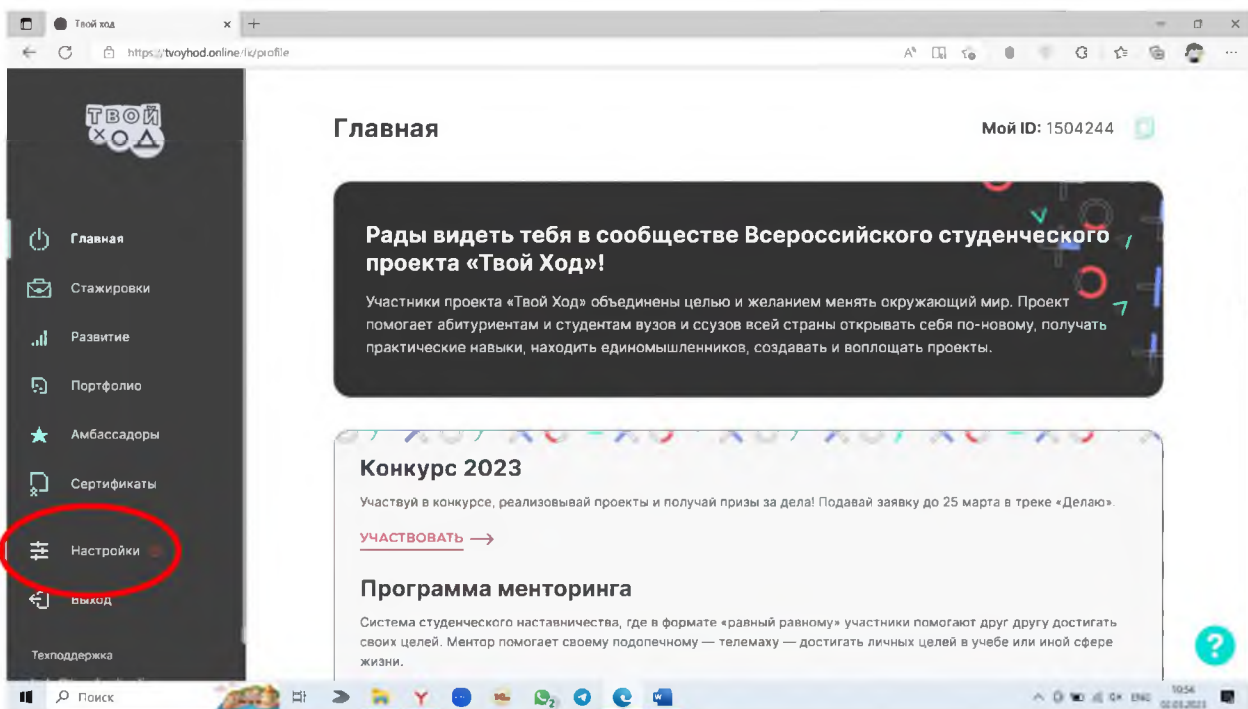 Твой ход
https://tvoyhod.online/lk/profile
ТВОЙ
ХОД
Главная
Стажировки
Развитие
Портфолио
Амбассадоры
Сертификаты
Настройки
Выход
Техподдержка
Главная
Мой ID: 1504244
Рады видеть тебя в сообществе Всероссийского студенческого
проекта «Твой Ход»!
Участники проекта «Твой Ход» объединены целью и желанием менять окружающий мир. Проект
помогает абитуриентам и студентам вузов и ссузов всей страны открывать себя по-новому, получать
практические навыки, находить единомышленников, создавать и воплощать проекты.
Конкурс 2023
Участвуй в конкурсе, реализовывай проекты и получай призы за дела! Подавай заявку до 25 марта в треке «Делаю».
УЧАСТВОВАТЬ
Программа менторинга
Система студенческого наставничества, где в формате «равный равному» участники помогают друг другу достигать
своих целей. Ментор помогает своему подопечному — телемаху — достигать личных целей в учебе или иной сфере
жизни.
?
Поиск
10:54